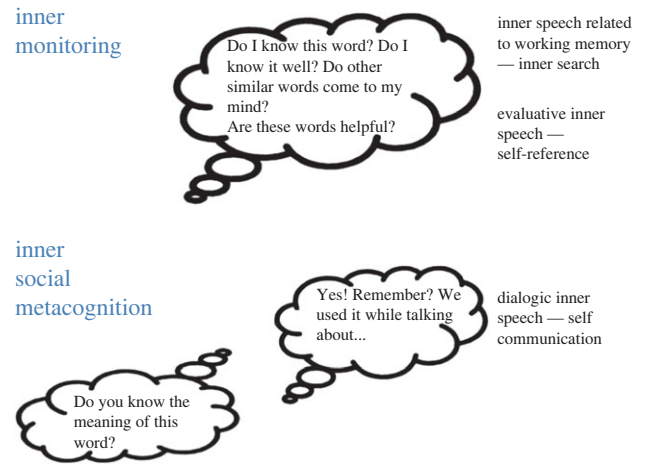 inner
monitoring
Do I know this word? Do I
know it well? Do other
similar words come to my
mind?
Are these words helpful?
inner speech related
to working memory
— inner search
evaluative inner
speech —
self-reference
inner
social
metacognition
Do you know the
meaning of this
word?
Yes! Remember? We
used it while talking
about...
dialogic inner
speech — self
communication